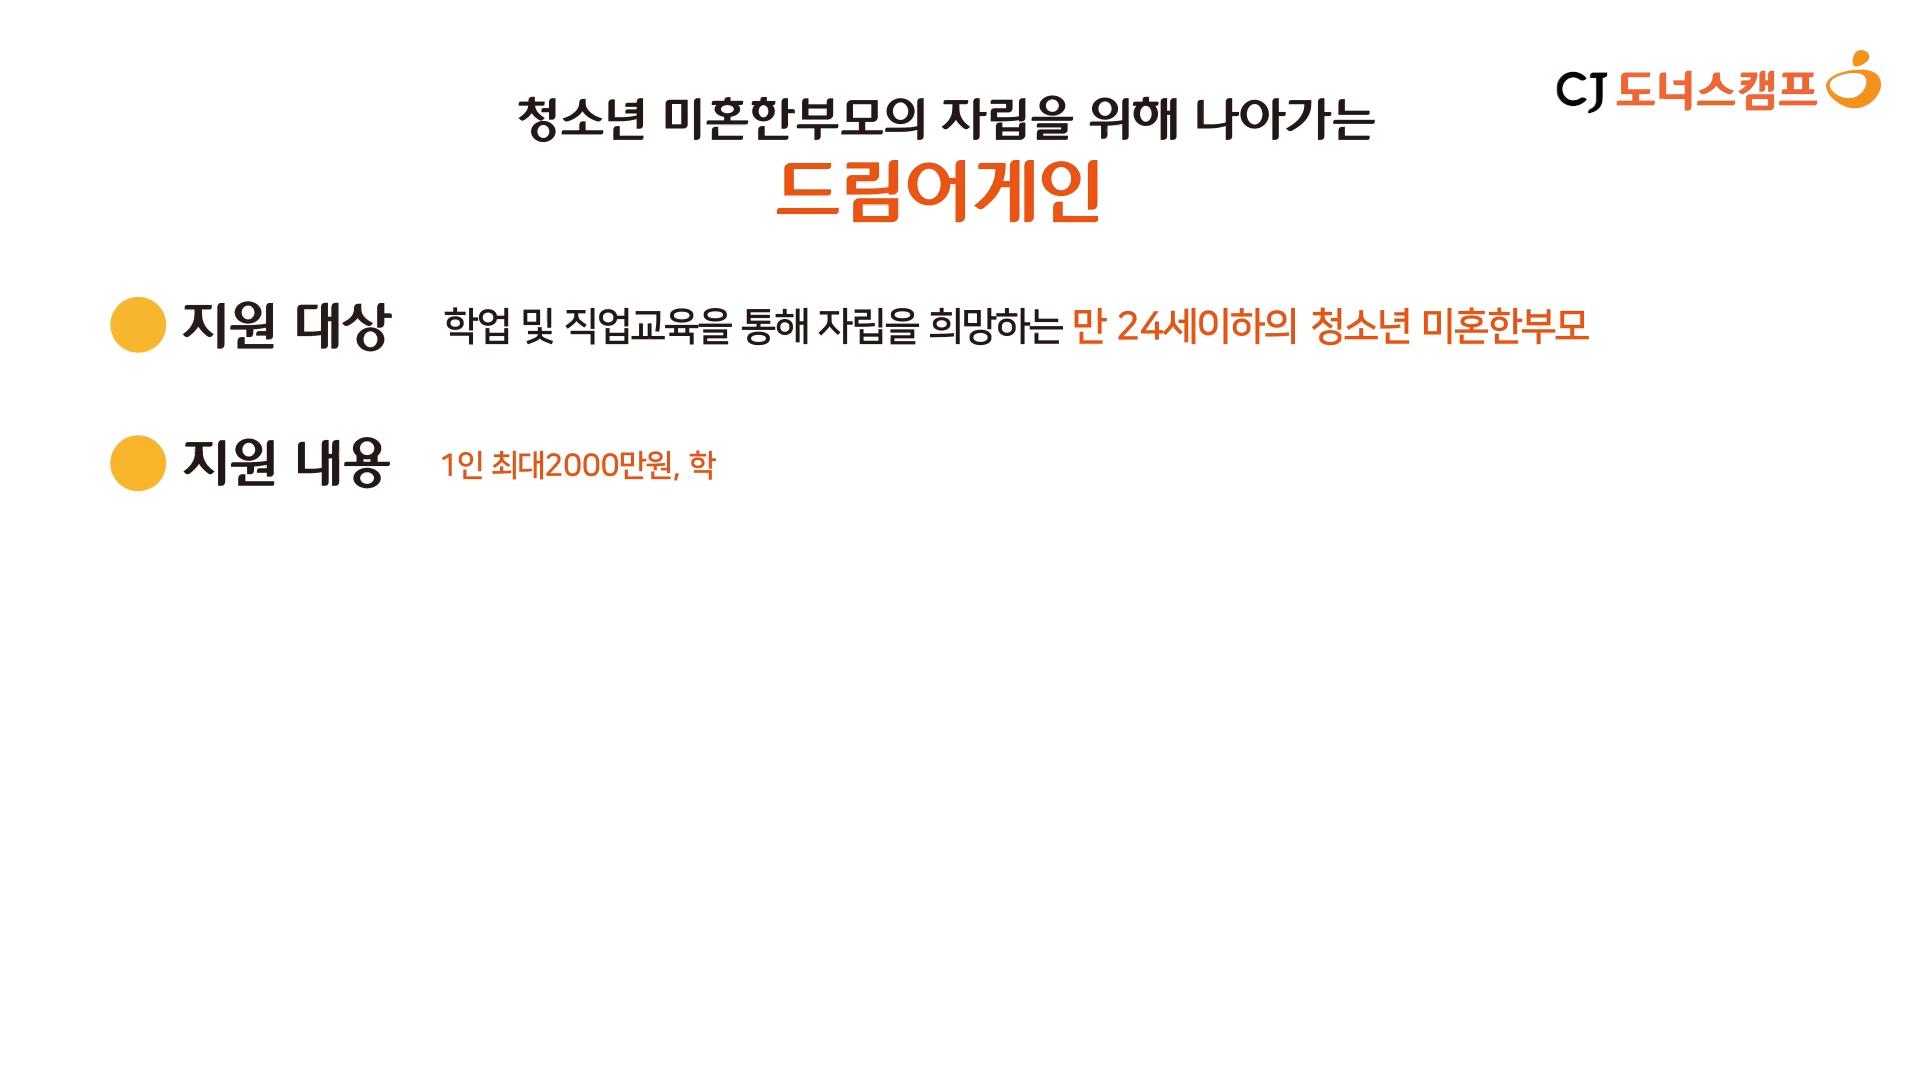 CJ 도너스캠프
청소년 미혼한부모의 자립을 위해 나아가는
드림어게인
지원 대상 학업 및 직업교육을 통해 자립을 희망하는 만 24세이하의 청소년 미혼한부모
지원 내용 1인 최대2000만원, 학